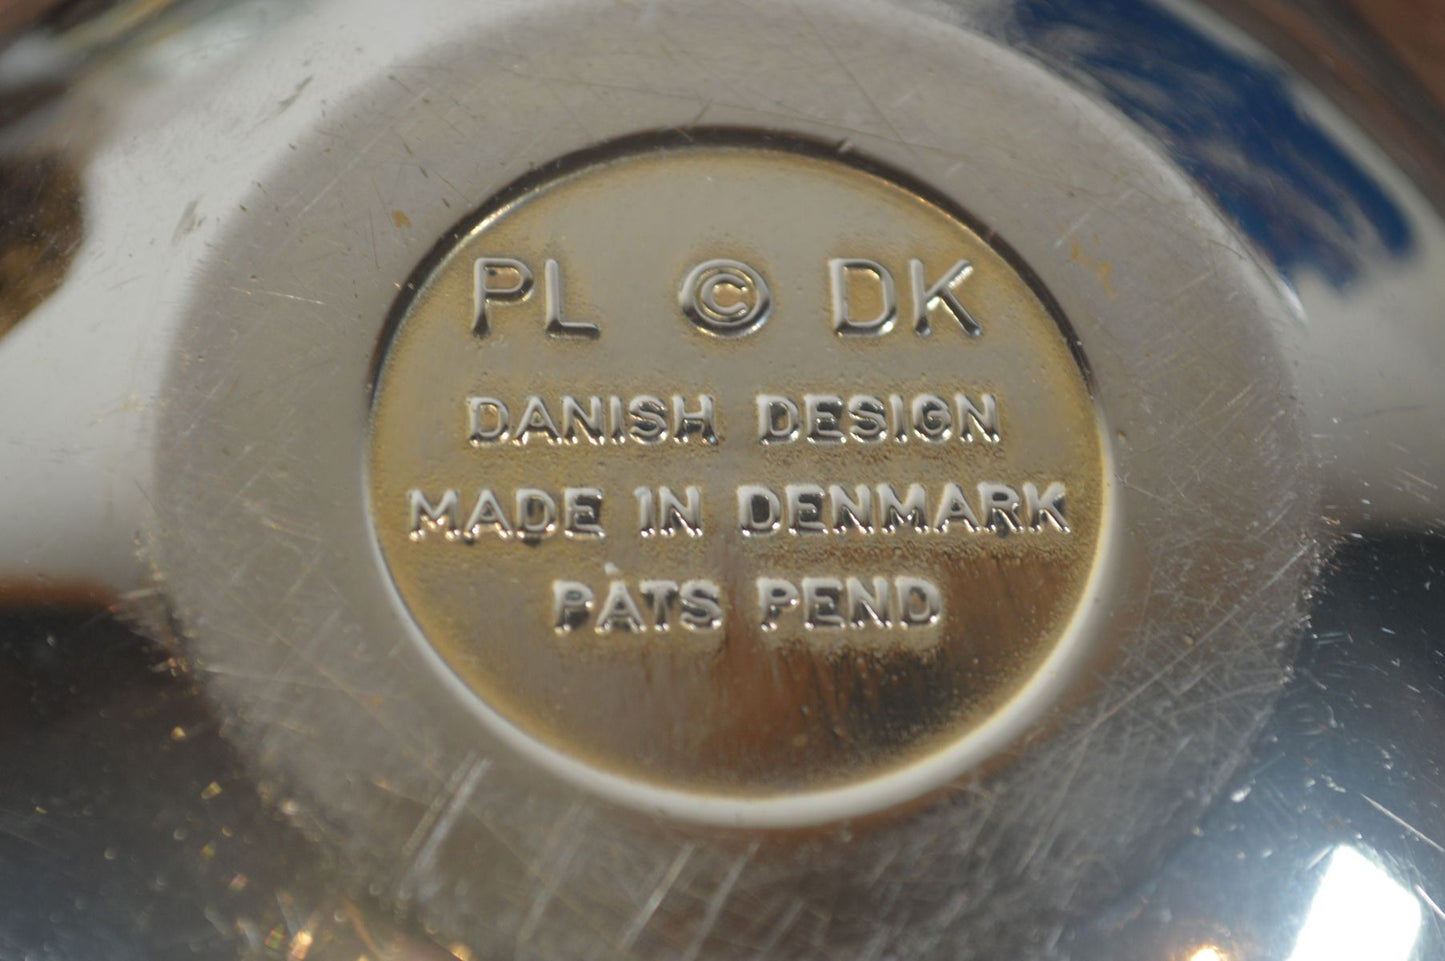 PL © DK
DANISH DESIGN
MADE IN DENMARK
PATS PEND